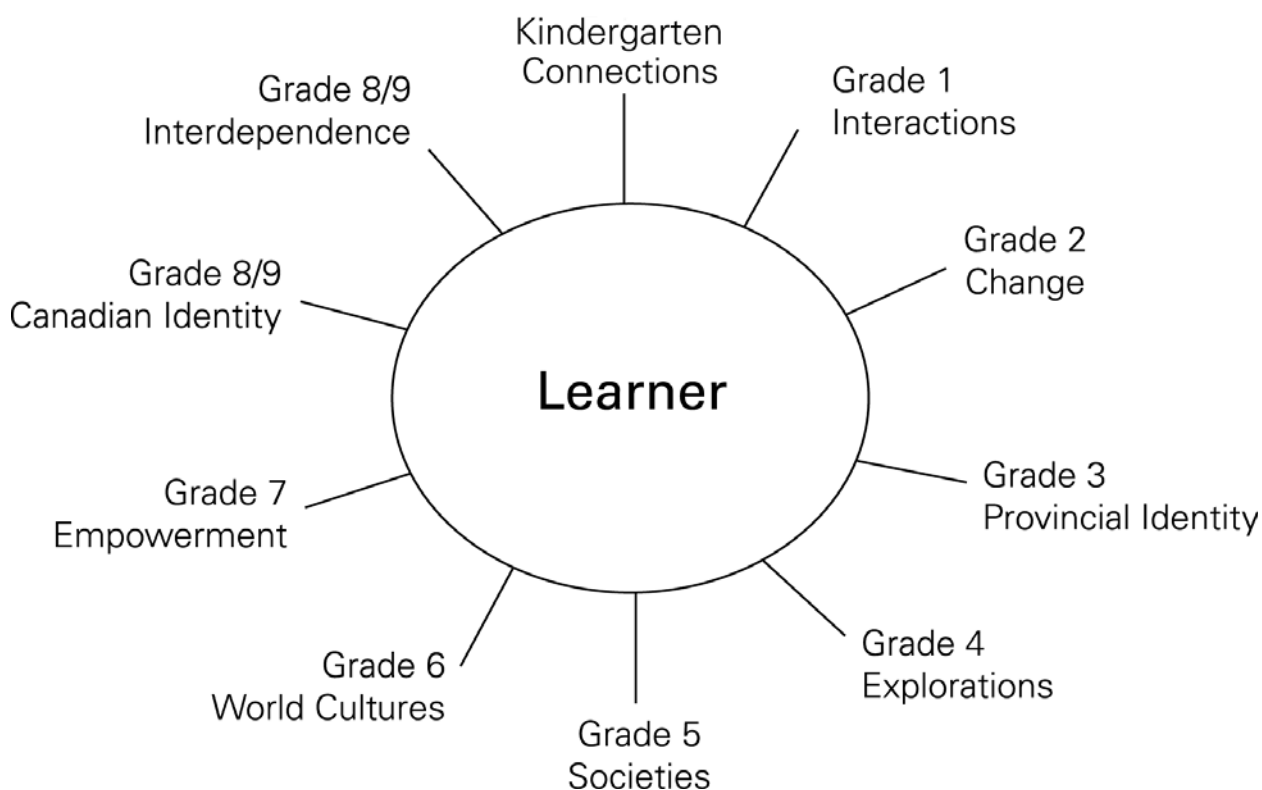 Kindergarten
Connections
Grade 1
Interactions
Grade 2
Change
Grade 3
Provincial Identity
Grade 4
Explorations
Grade 5
Societies
Grade 6
World Cultures
Grade 7
Empowerment
Grade 8/9
Canadian Identity
Grade 8/9
Interdependence
Learner